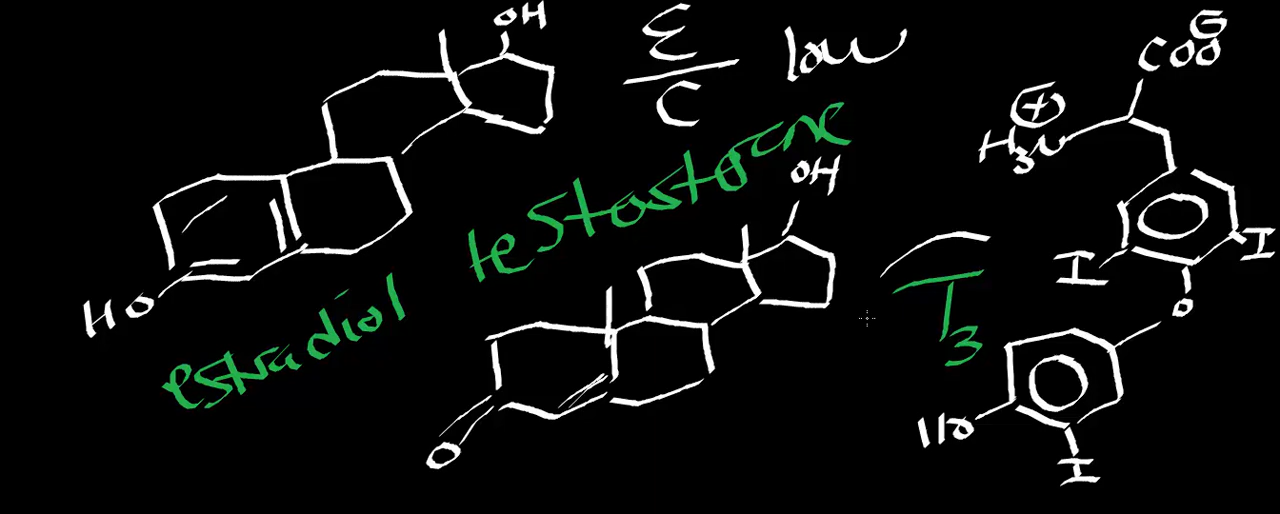 OH
E/C low
COO⊖
⊕
H3N
testosterone
OH
I
I
O
HO
estradiol
T3
O
HO
I